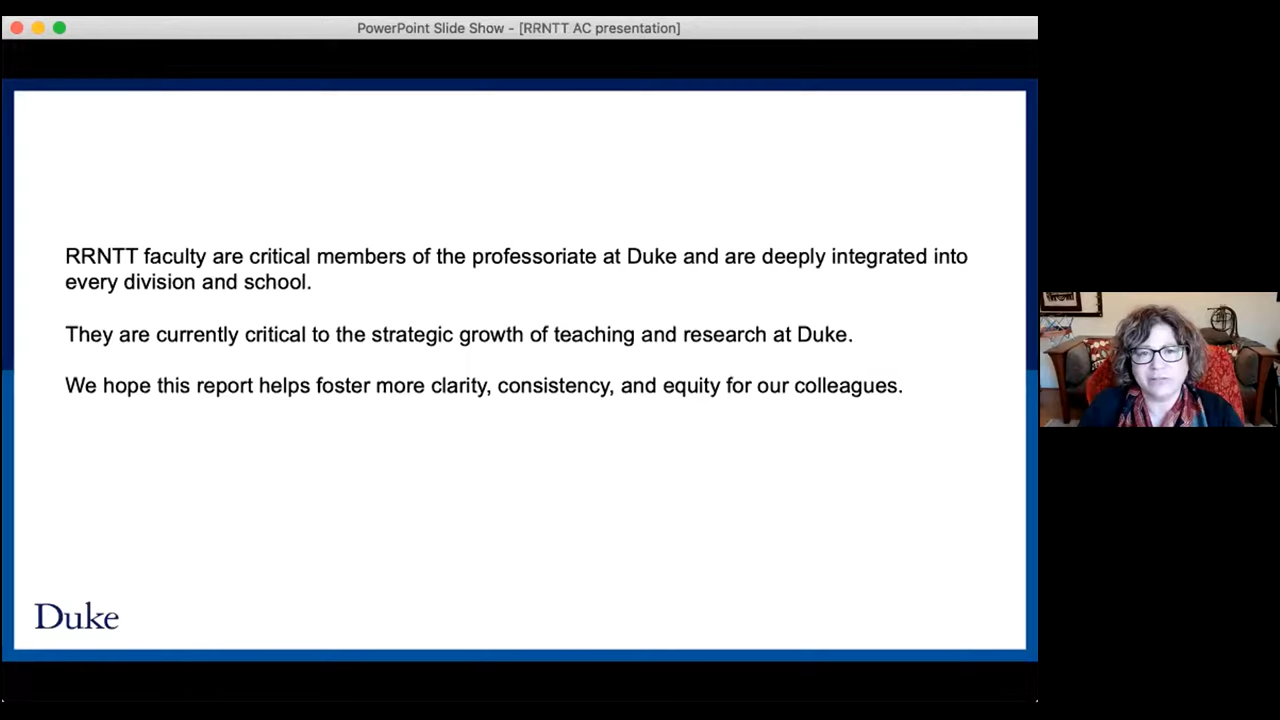 PowerPoint Slide Show - [RRNTT AC presentation]
RRNTT faculty are critical members of the professoriate at Duke and are deeply integrated into
every division and school.
They are currently critical to the strategic growth of teaching and research at Duke.
We hope this report helps foster more clarity, consistency, and equity for our colleagues.
Duke